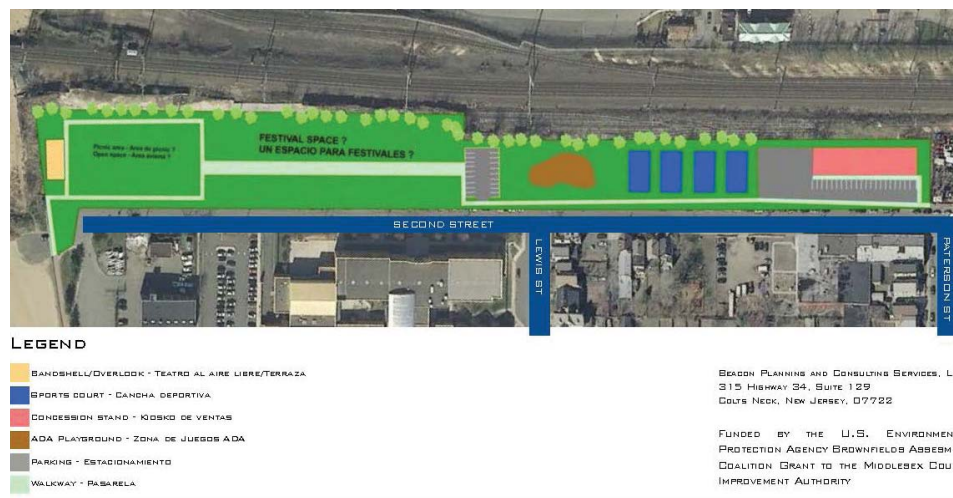 FESTIVAL SPACE ?
UN ESPACIO PARA FESTIVALES ?
Picnic area - Area de picnic ?
Open space - Area abierta ?
SECOND STREET
LEWIS ST
PATERSON ST
LEGEND
BANDSHELL/OVERLOOK - TEATRO AL AIRE LIBRE/TERRAZA
SPORTS COURT - CANCHA DEPORTIVA
CONCESSION STAND - KIOSKO DE VENTAS
ADA PLAYGROUND - ZONA DE JUEGOS ADA
PARKING - ESTACIONAMIENTO
WALKWAY - PASARELA
BEACON PLANNING AND CONSULTING SERVICES, L
315 HIGHWAY 34, SUITE 129
COLTS NECK, NEW JERSEY, 07722
FUNDED BY THE U.S. ENVIRONMEN
PROTECTION AGENCY BROWNFIELDS ASSESM
COALITION GRANT TO THE MIDDLESEX COU
IMPROVEMENT AUTHORITY